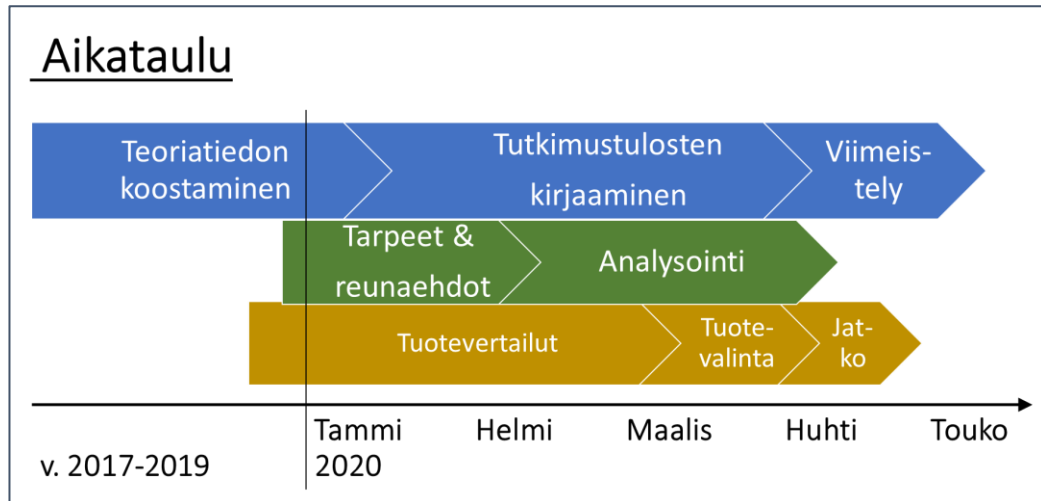 Aikataulu
Teoriatiedon
koostaminen
Tutkimustulosten
kirjaaminen
Viimeis-
tely
Tarpeet &
reunaehdot
Analysointi
Tuotevertailut
Tuote-
valinta
Jat-
ko
Tammi
2020
Helmi
Maalis
Huhti
Touko
v. 2017-2019